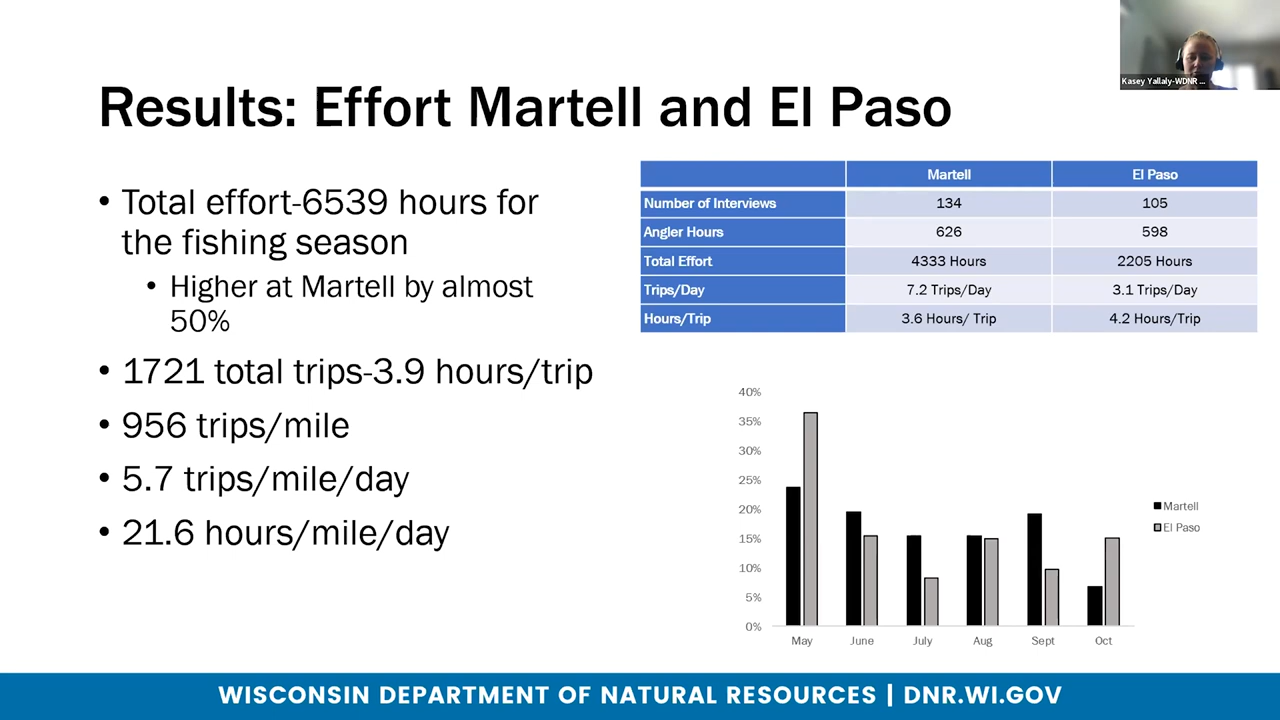 Kasey Yallaly-WDNR ...
Results: Effort Martell and El Paso
• Total effort-6539 hours for
the fishing season
• Higher at Martell by almost
50%
• 1721 total trips-3.9 hours/trip
• 956 trips/mile
• 5.7 trips/mile/day
• 21.6 hours/mile/day
Martell El Paso
Number of Interviews 134 105
Angler Hours 626 598
Total Effort 4333 Hours 2205 Hours
Trips/Day 7.2 Trips/Day 3.1 Trips/Day
Hours/Trip 3.6 Hours/ Trip 4.2 Hours/Trip
40%
35%
30%
25%
20%
15%
10%
5%
0%
May June July Aug Sept Oct
Martell
El Paso
WISCONSIN DEPARTMENT OF NATURAL RESOURCES | DNR.WI.GOV